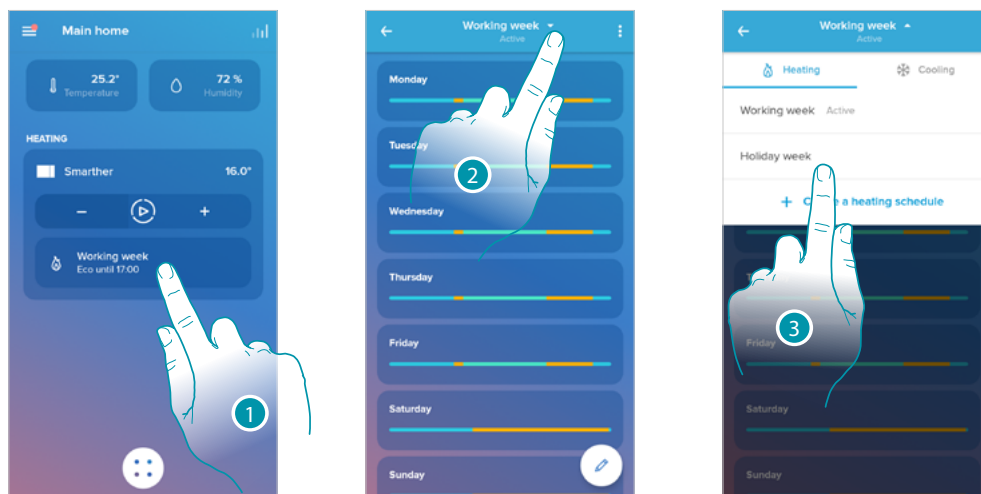 Main home
25.2°
Temperature
72 %
Humidity
HEATING
Smarther 16.0°
− +
Working week
Eco until 17:00
1
Working week
Active
Monday
Tuesday
2
Wednesday
Thursday
Friday
Saturday
Sunday
Working week
Active
Heating Cooling
Working week Active
Holiday week
+ a heating schedule
3
Friday
Saturday
Sunday